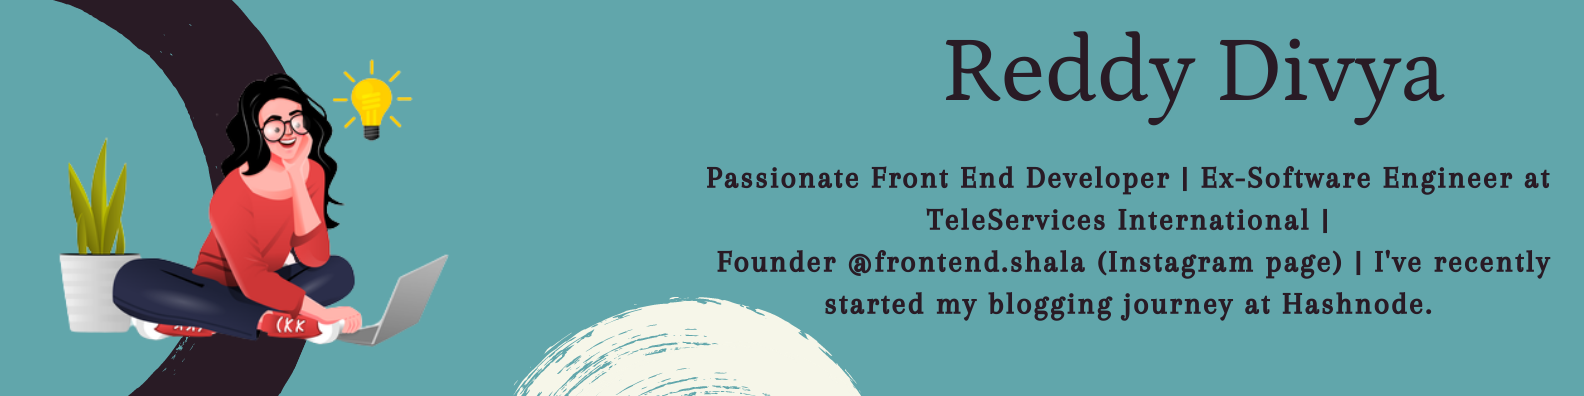 Reddy Divya
Passionate Front End Developer | Ex-Software Engineer at
TeleServices International |
Founder @frontend.shala (Instagram page) | I've recently
started my blogging journey at Hashnode.
(KK